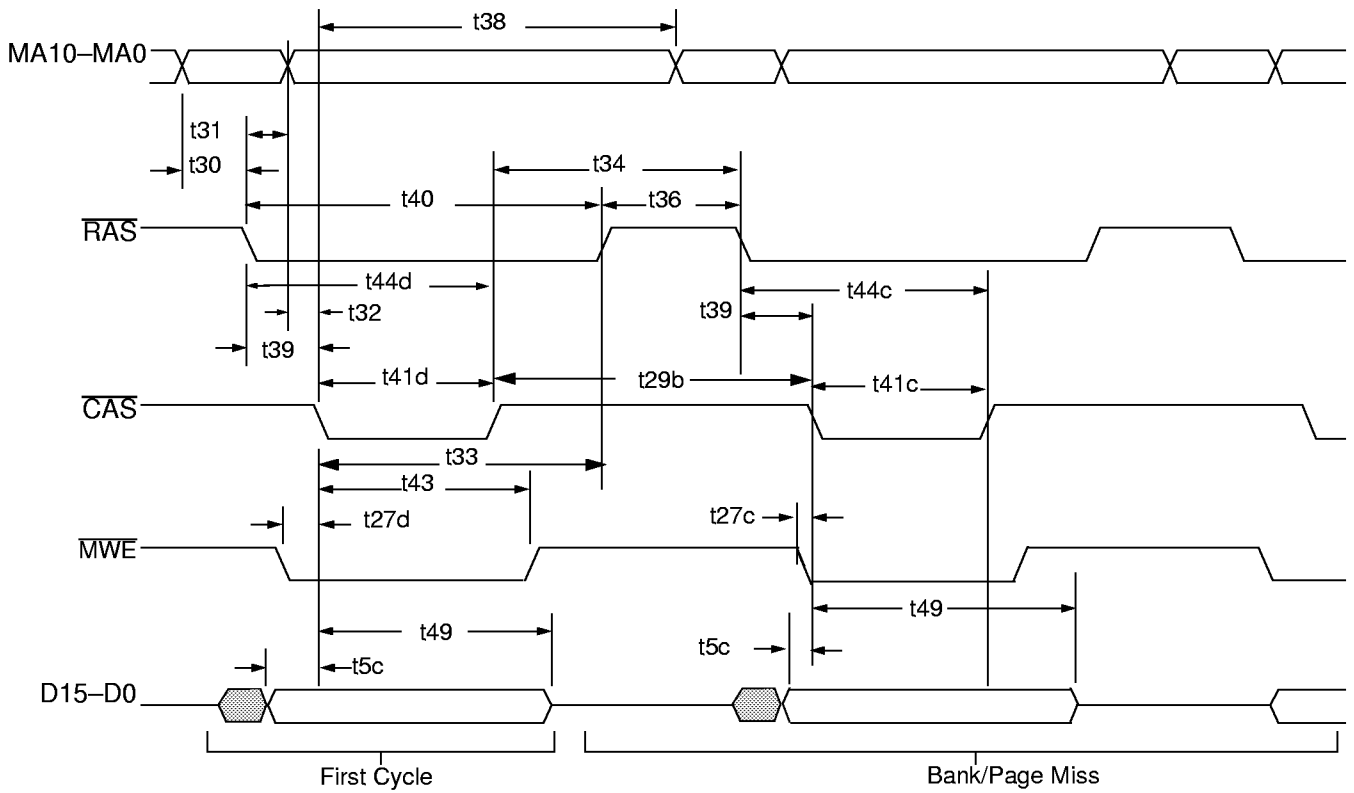 t38
MA10–MA0
t31
t30
t34
t40
t36
RAS
t44d
t44c
t32
t39
t39
t41d
t29b
t41c
CAS
t33
t43
t27d
t27c
MWE
t49
t49
t5c
t5c
D15–D0
First Cycle
Bank/Page Miss